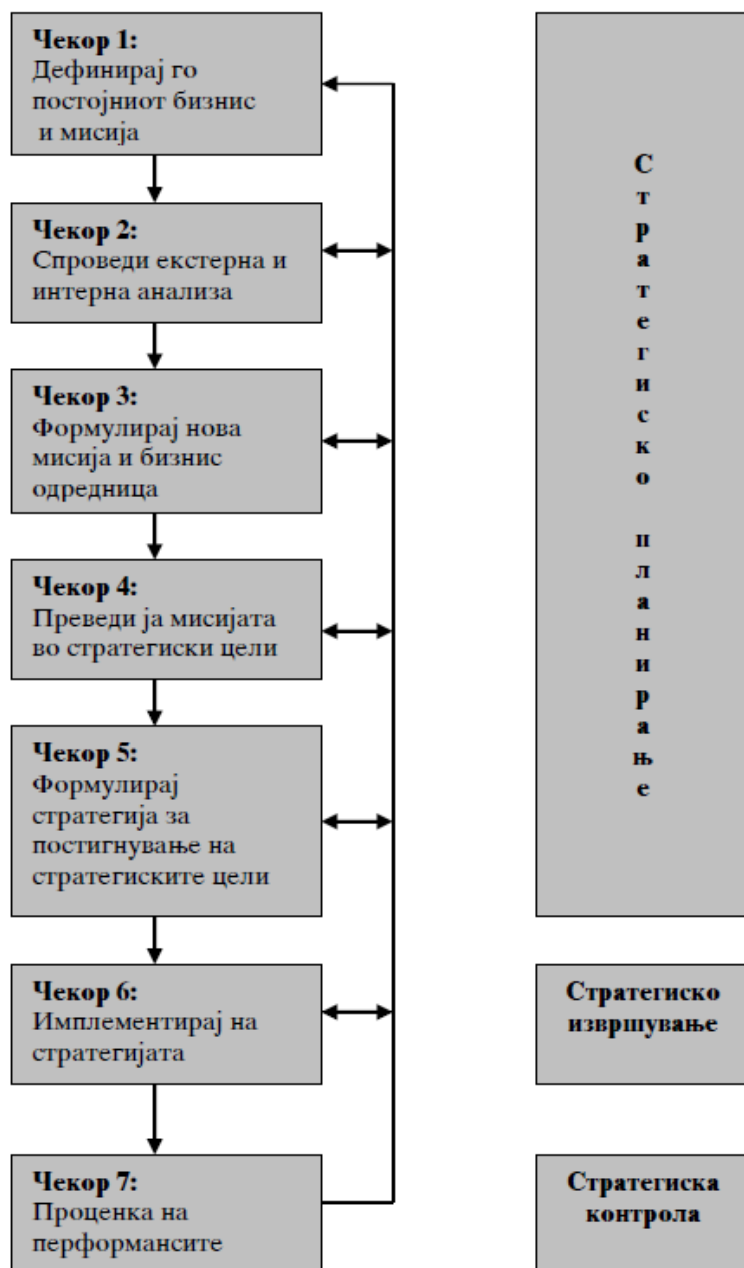 Чекор 1:
Дефинирај го
постојниот бизнис
и мисија
Чекор 2:
Спроведи екстерна и
интерна анализа
Чекор 3:
Формулирај нова
мисија и бизнис
одредница
Чекор 4:
Преведи ја мисијата
во стратегиски цели
Чекор 5:
Формулирај
стратегија за
постигнување на
стратегиските цели
Чекор 6:
Имплементирај на
стратегијата
Чекор 7:
Проценка на
перформансите
Стратегиско планирање
Стратегиско
извршување
Стратегиска
контрола